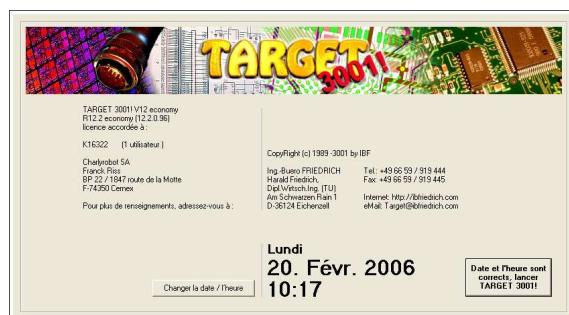 TARGET 3001!
TARGET 3001! V12 economy
R12.2 economy (12.2.0.96)
licence accordée à :
K16322 (1 utilisateur )
Charlyrobot SA
Franck Riss
BP 22 / 1847 route de la Motte
F-74350 Cernex
Pour plus de renseignements, adressez-vous à :
CopyRight (c) 1989 -3001 by IBF
Ing.-Buero FRIEDRICH
Harald Friedrich,
Dipl.Wirtsch.Ing. (TU)
Am Schwarzen Rain 1
D-36124 Eichenzell
Tel.: +49 66 59 / 919 444
Fax: +49 66 59 / 919 445
Internet: http://ibfriedrich.com
eMail: Target@ibfriedrich.com
Lundi
20. Févr. 2006
10:17
Changer la date / l'heure
Date et l'heure sont
corrects, lancer
TARGET 3001!